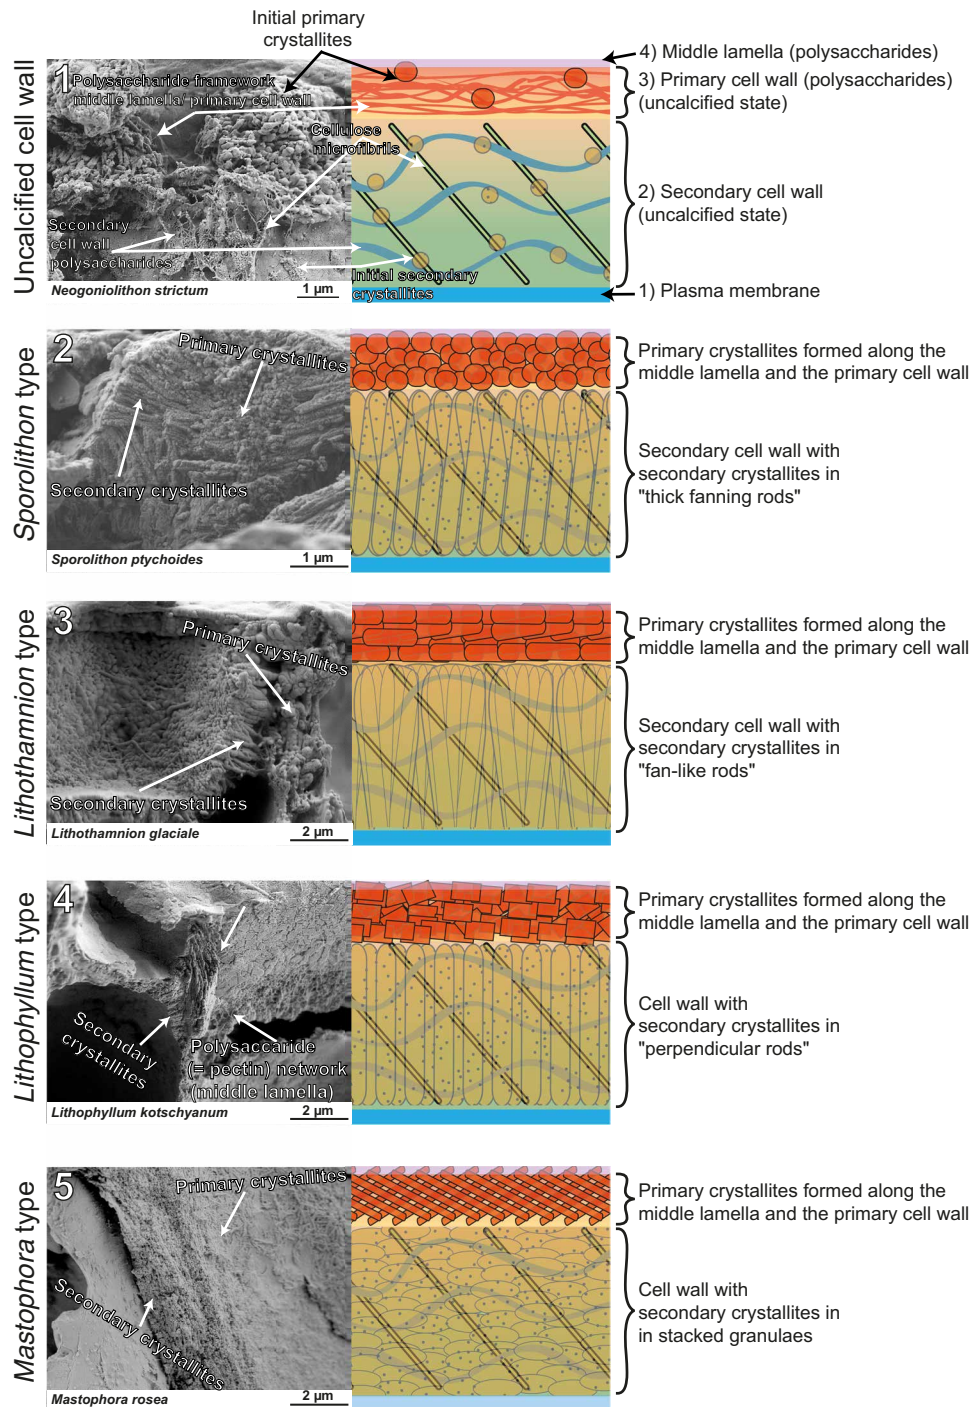 Initial primary
crystallites
Uncalcified cell wall
1
Polysaccharide framework
middle lamella/ primary cell wall
Cellulose
microfibrils
Secondary
cell wall
polysaccharides
Initial secondary
crystallites
Neogoniolithon strictum
1 µm
4) Middle lamella (polysaccharides)
3) Primary cell wall (polysaccharides)
(uncalcified state)
2) Secondary cell wall
(uncalcified state)
1) Plasma membrane
Sporolithon type
2
Primary crystallites
Secondary crystallites
Sporolithon ptychoides
1 µm
Primary crystallites formed along the
middle lamella and the primary cell wall
Secondary cell wall with
secondary crystallites in
"thick fanning rods"
Lithothamnion type
3
Primary crystallites
Secondary crystallites
Lithothamnion glaciale
2 µm
Primary crystallites formed along the
middle lamella and the primary cell wall
Secondary cell wall with
secondary crystallites in
"fan-like rods"
Lithophyllum type
4
Secondary
crystallites
Polysaccaride
(= pectin) network
(middle lamella)
Lithophyllum kotschyanum
2 µm
Primary crystallites formed along the
middle lamella and the primary cell wall
Cell wall with
secondary crystallites in
"perpendicular rods"
Mastophora type
5
Primary crystallites
Secondary crystallites
Mastophora rosea
2 µm
Primary crystallites formed along the
middle lamella and the primary cell wall
Cell wall with
secondary crystallites in
in stacked granulaes